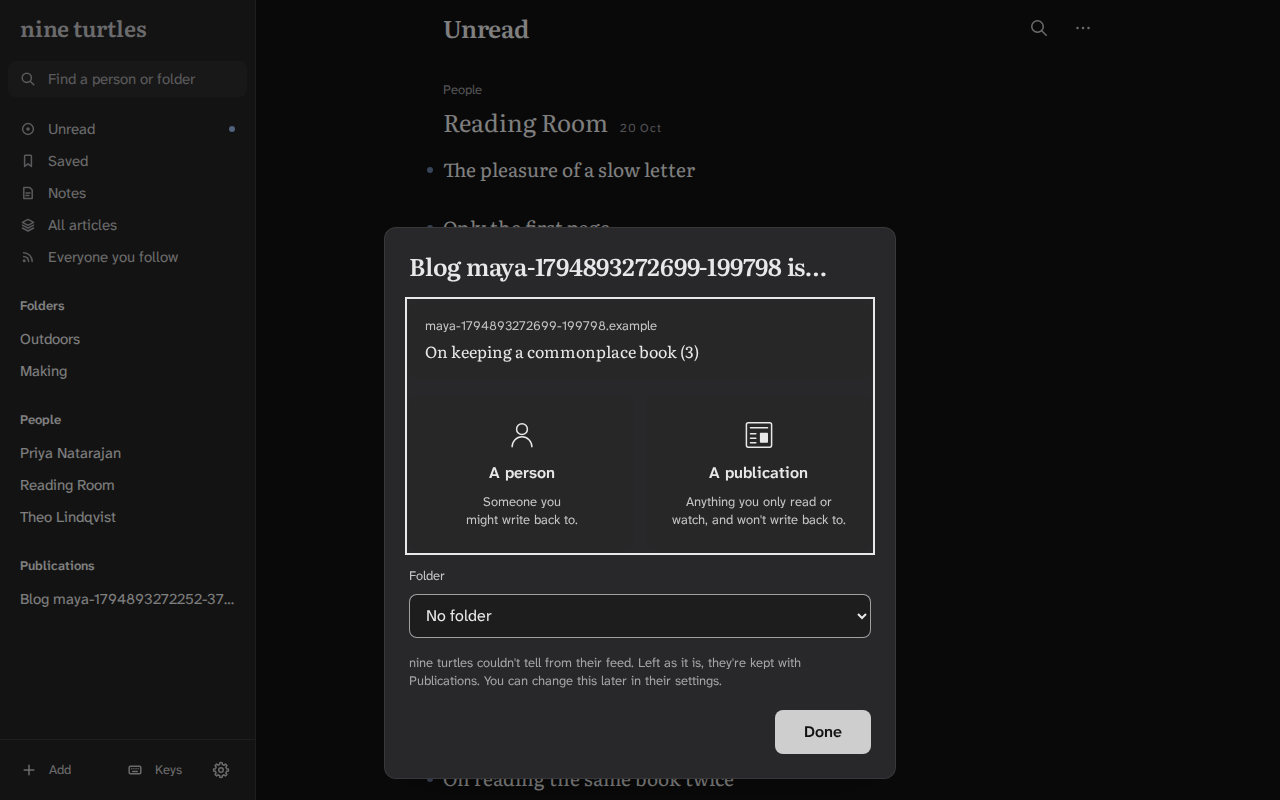 nine turtles
Find a person or folder
Unread
Saved
Notes
All articles
Everyone you follow
Folders
Outdoors
Making
People
Priya Natarajan
Reading Room
Theo Lindqvist
Publications
Blog maya-1794893272252-37...
Add
Keys
Unread
People
Reading Room 20 Oct
The pleasure of a slow letter
Only the first page
Blog maya-1794893272699-199798 is...
maya-1794893272699-199798.example
On keeping a commonplace book (3)
A person
Someone you
might write back to.
A publication
Anything you only read or
watch, and won't write back to.
Folder
No folder
nine turtles couldn't tell from their feed. Left as it is, they're kept with
Publications. You can change this later in their settings.
Done
On reading the same book twice